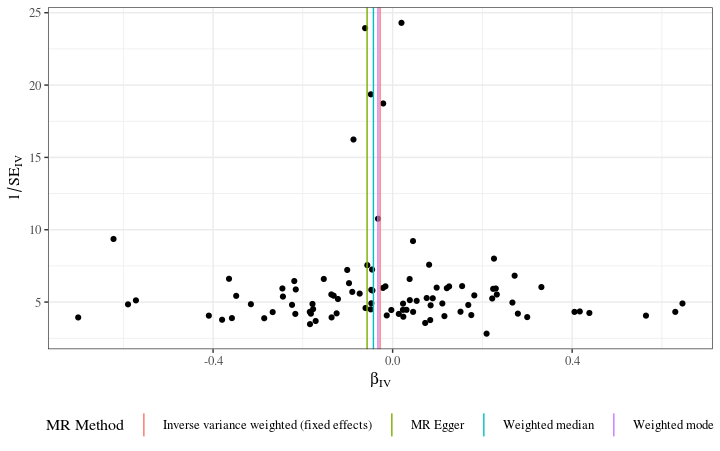 25
20
15
10
5
1/SE_IV
-0.4 0.0 0.4
β_IV
MR Method Inverse variance weighted (fixed effects) MR Egger Weighted median Weighted mode